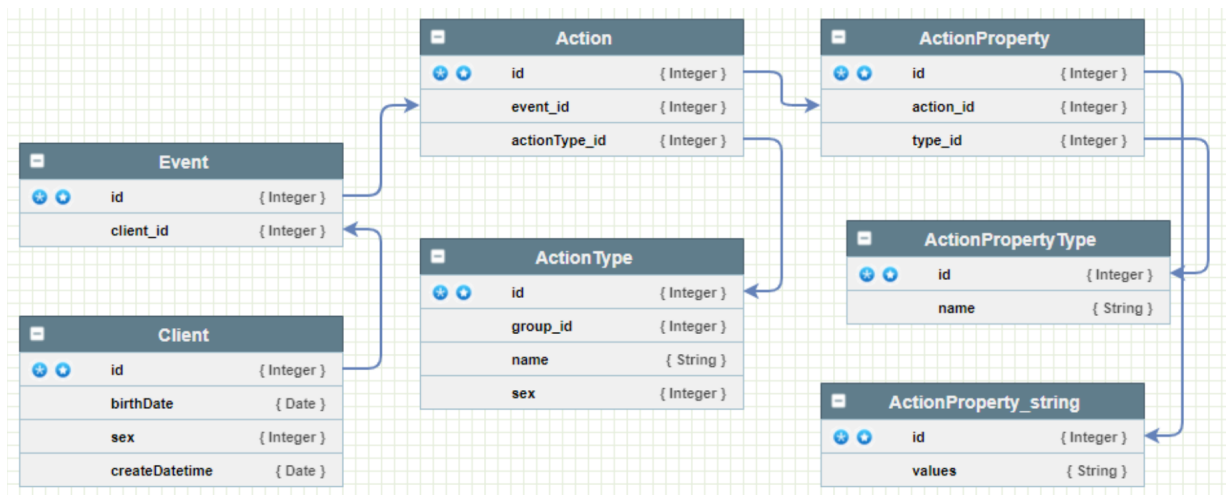 Action
id { Integer }
event_id { Integer }
actionType_id { Integer }
ActionProperty
id { Integer }
action_id { Integer }
type_id { Integer }
Event
id { Integer }
client_id { Integer }
ActionType
id { Integer }
group_id { Integer }
name { String }
sex { Integer }
ActionPropertyType
id { Integer }
name { String }
Client
id { Integer }
birthDate { Date }
sex { Integer }
createDatetime { Date }
ActionProperty_string
id { Integer }
values { String }